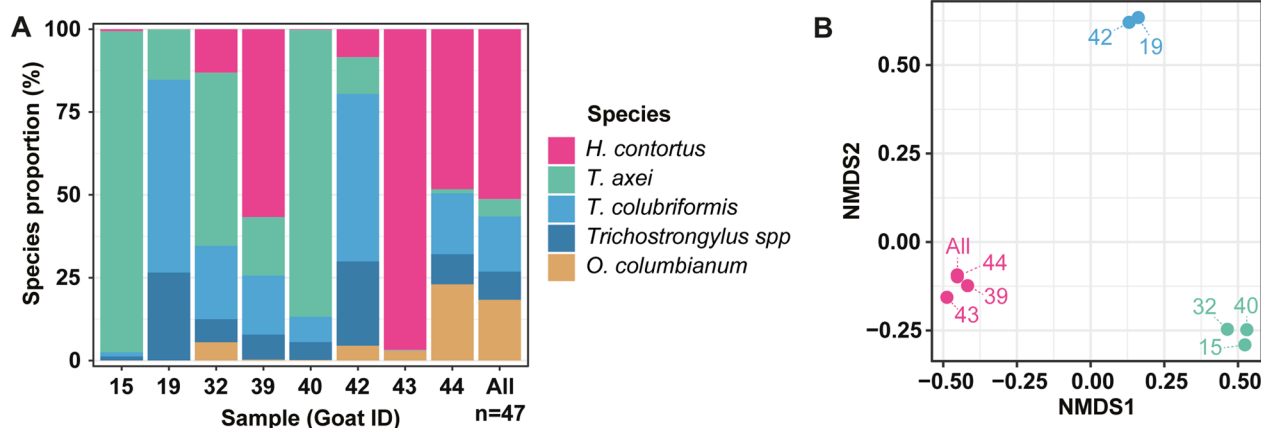 A
Species proportion (%)
100
75
50
25
0
15 19 32 39 40 42 43 44 All
n=47
Sample (Goat ID)
Species
H. contortus
T. axei
T. colubriformis
Trichostrongylus spp
O. columbianum
B
NMDS2
0.50
0.25
0.00
−0.25
42
19
All
44
39
43
32
40
15
−0.50 −0.25 0.00 0.25 0.50
NMDS1